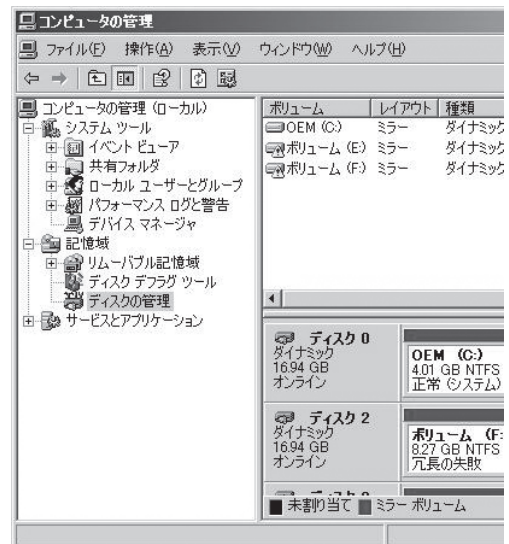 コンピュータの管理
ファイル(F) 操作(A) 表示(V) ウィンドウ(W) ヘルプ(H)
コンピュータの管理 (ローカル)
システム ツール
イベント ビューア
共有フォルダ
ローカル ユーザーとグループ
パフォーマンス ログと警告
デバイス マネージャ
記憶域
リムーバブル記憶域
ディスク デフラグ ツール
ディスクの管理
サービスとアプリケーション
ボリューム レイアウト 種類
OEM (C:) ミラー ダイナミック
ボリューム (E:) ミラー ダイナミック
ボリューム (F:) ミラー ダイナミック
ディスク 0
ダイナミック
16.94 GB
オンライン
OEM (C:)
4.01 GB NTFS
正常 (システム)
ディスク 2
ダイナミック
16.94 GB
オンライン
ボリューム (F:
8.27 GB NTFS
冗長の失敗
未割り当て ミラー ボリューム